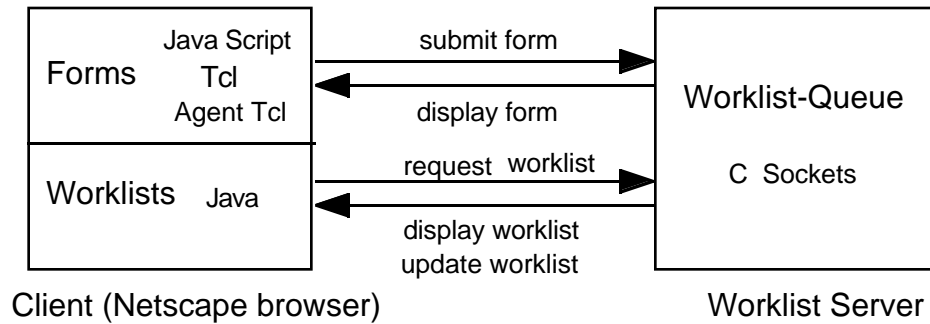 Java Script
Forms Tcl
Agent Tcl
Worklists Java
submit form
display form
request worklist
display worklist
update worklist
Worklist-Queue
C Sockets
Client (Netscape browser)
Worklist Server